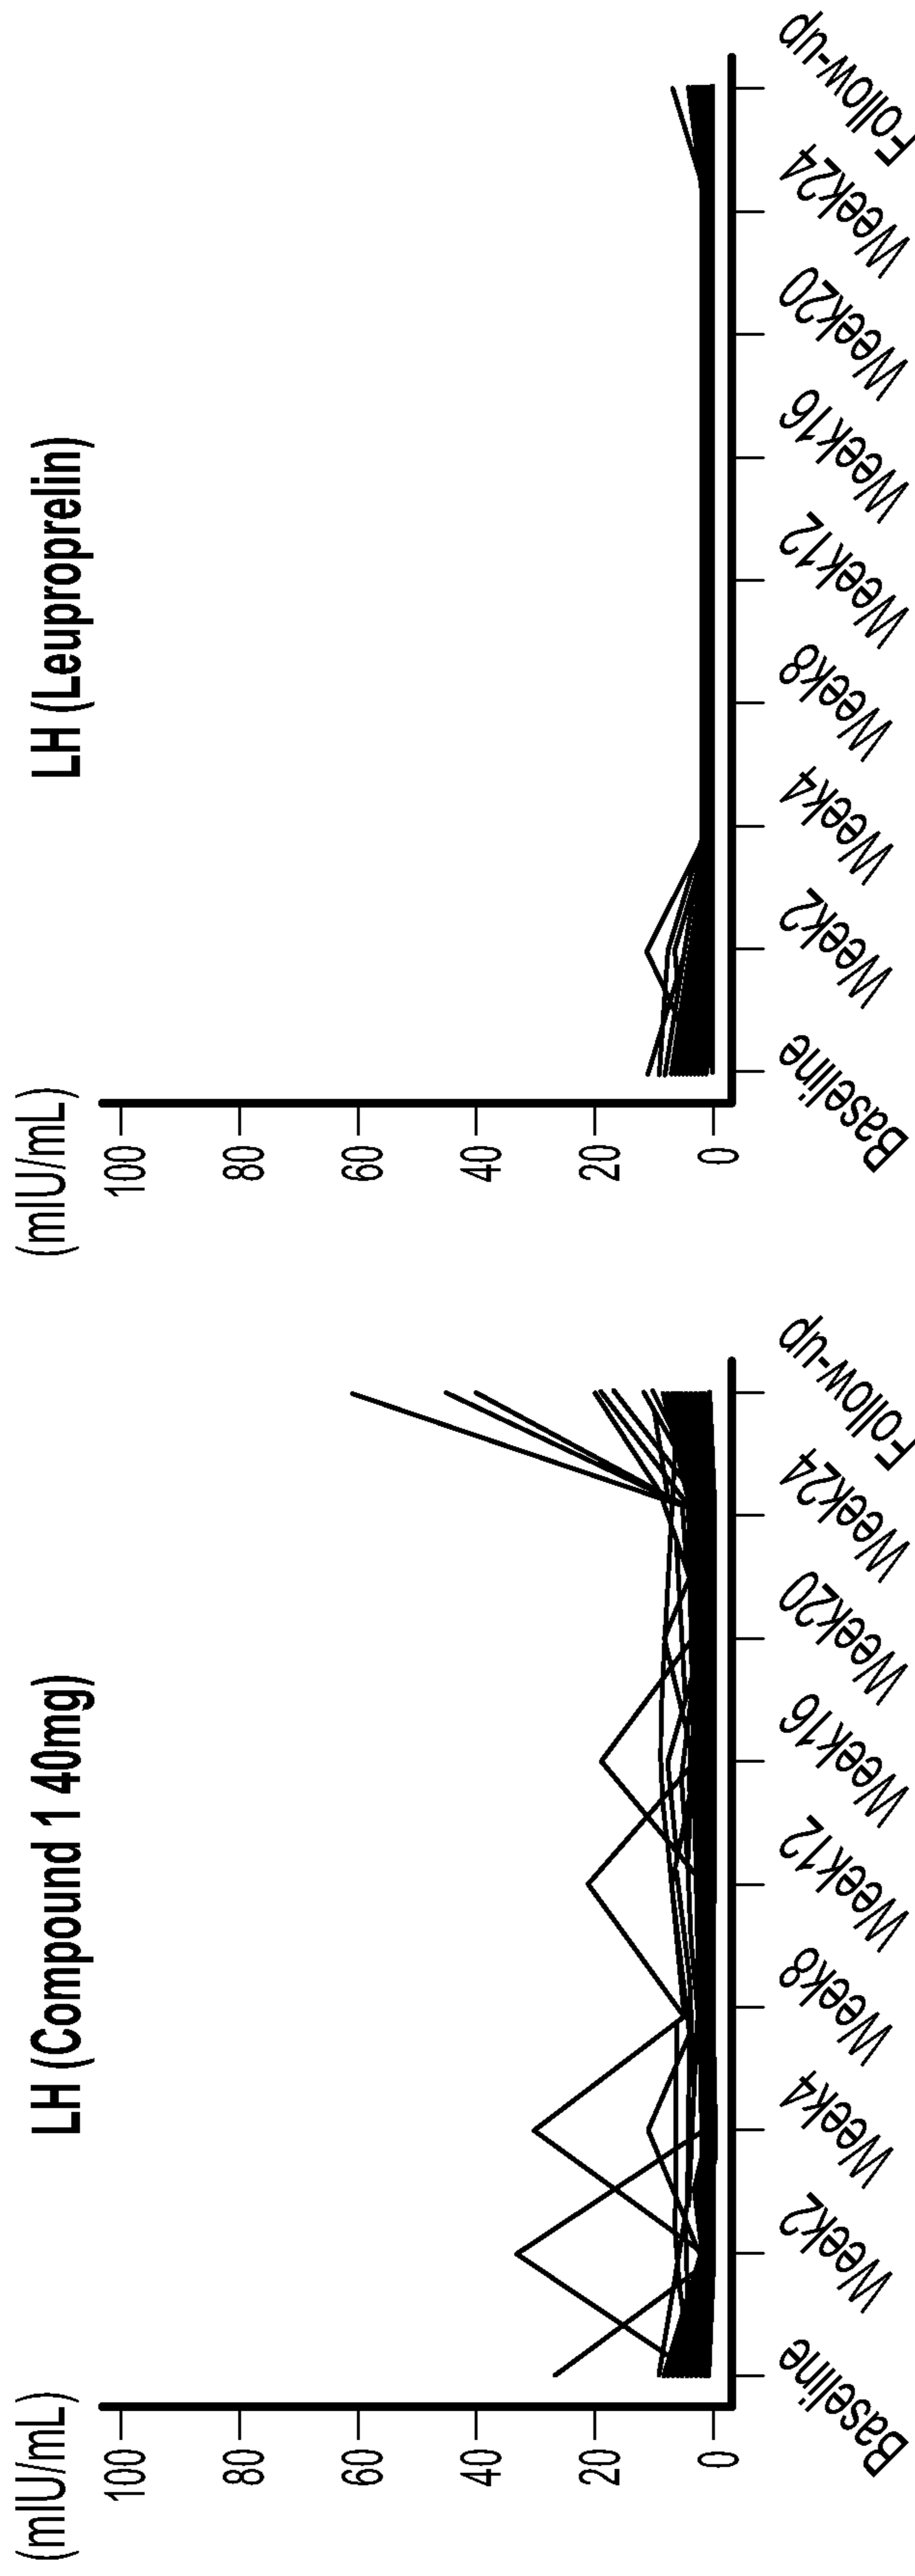 LH (Compound 1 40mg)
(mIU/mL)
100
80
60
40
20
0
Baseline
Week2
Week4
Week8
Week12
Week16
Week20
Week24
Follow-up
LH (Leuproprelin)
(mIU/mL)
100
80
60
40
20
0
Baseline
Week2
Week4
Week8
Week12
Week16
Week20
Week24
Follow-up